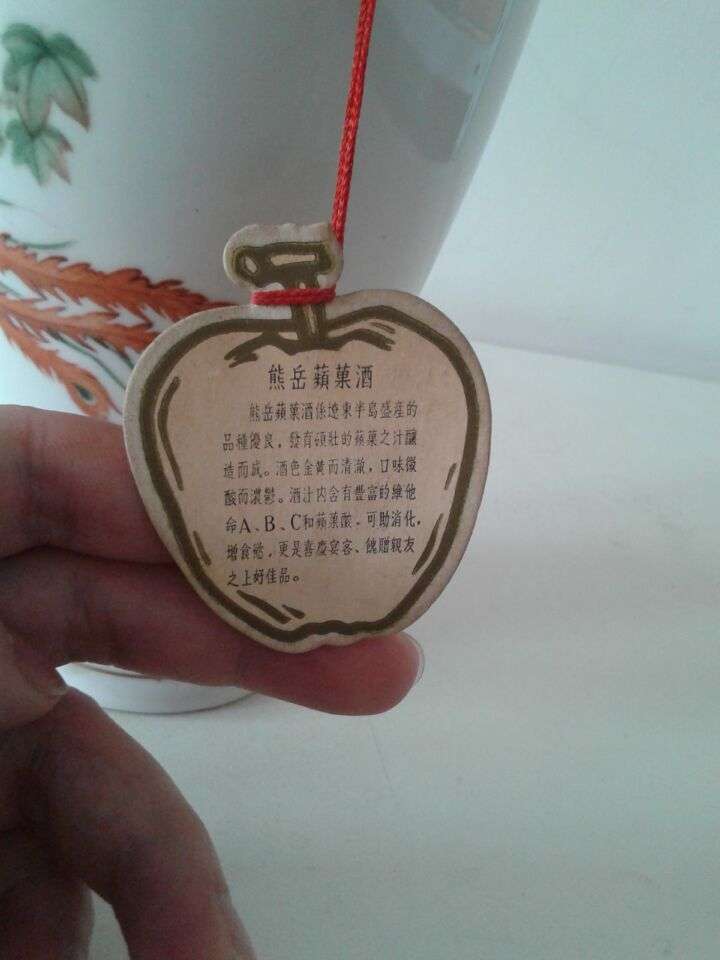 熊岳蘋菓酒
熊岳蘋菓酒係遼東半島盛産的
品種優良，發育碩壯的蘋菓之汁釀
造而成。酒色金黃而清澈，口味微
酸而濃鬱。酒汁内含有豐富的維他
命A、B、C和蘋菓酸。可助消化，
增食慾，更是喜慶宴客、餽贈親友
之上好佳品。